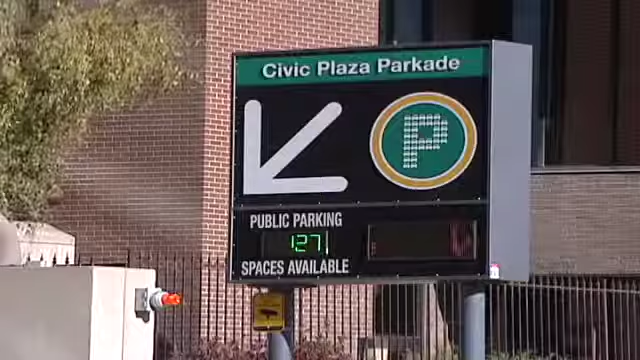 Civic Plaza Parkade
P
PUBLIC PARKING
127
SPACES AVAILABLE